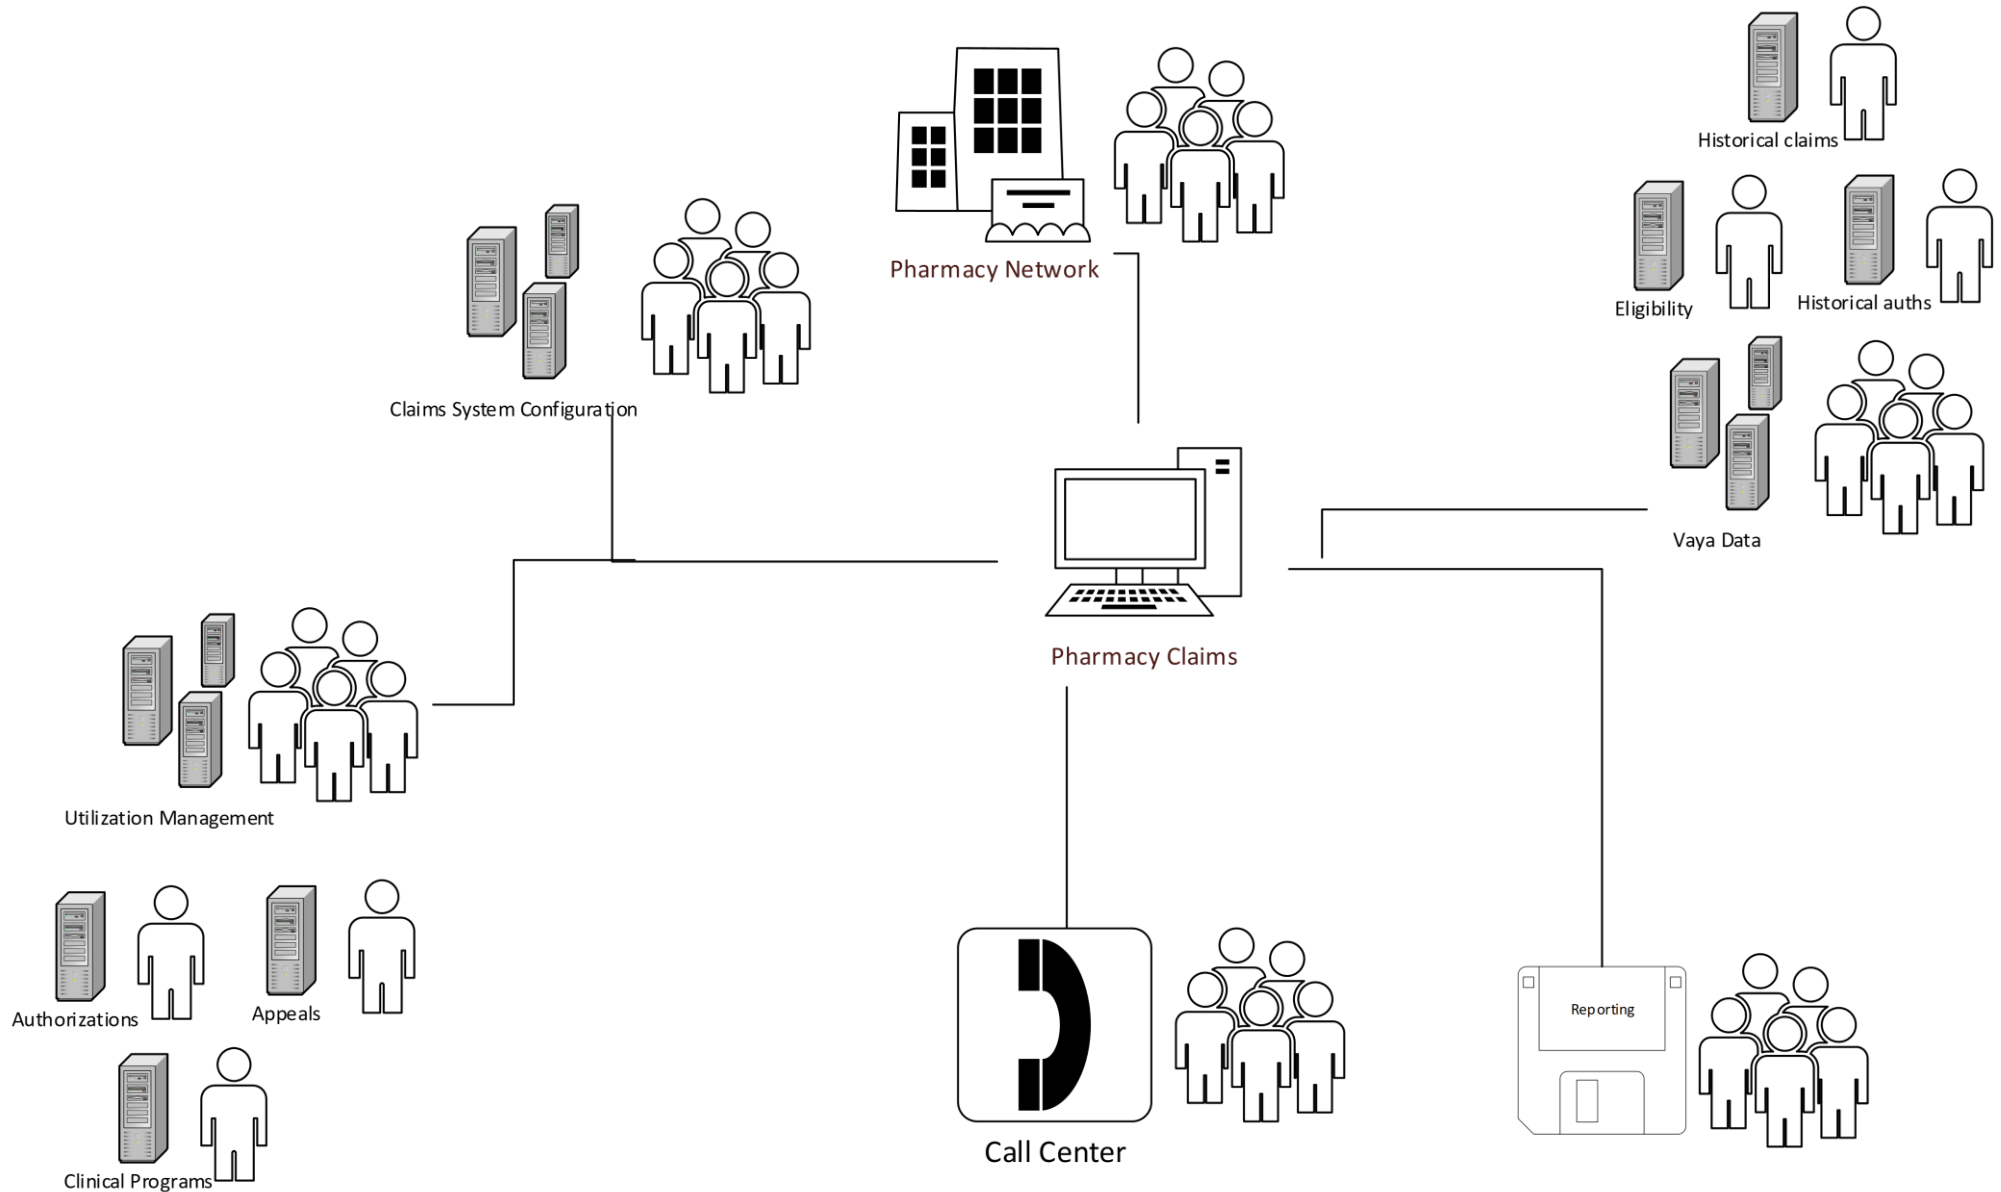 Historical claims
Pharmacy Network
Eligibility
Historical auths
Claims System Configuration
Vaya Data
Pharmacy Claims
Utilization Management
Authorizations
Appeals
Reporting
Call Center
Clinical Programs